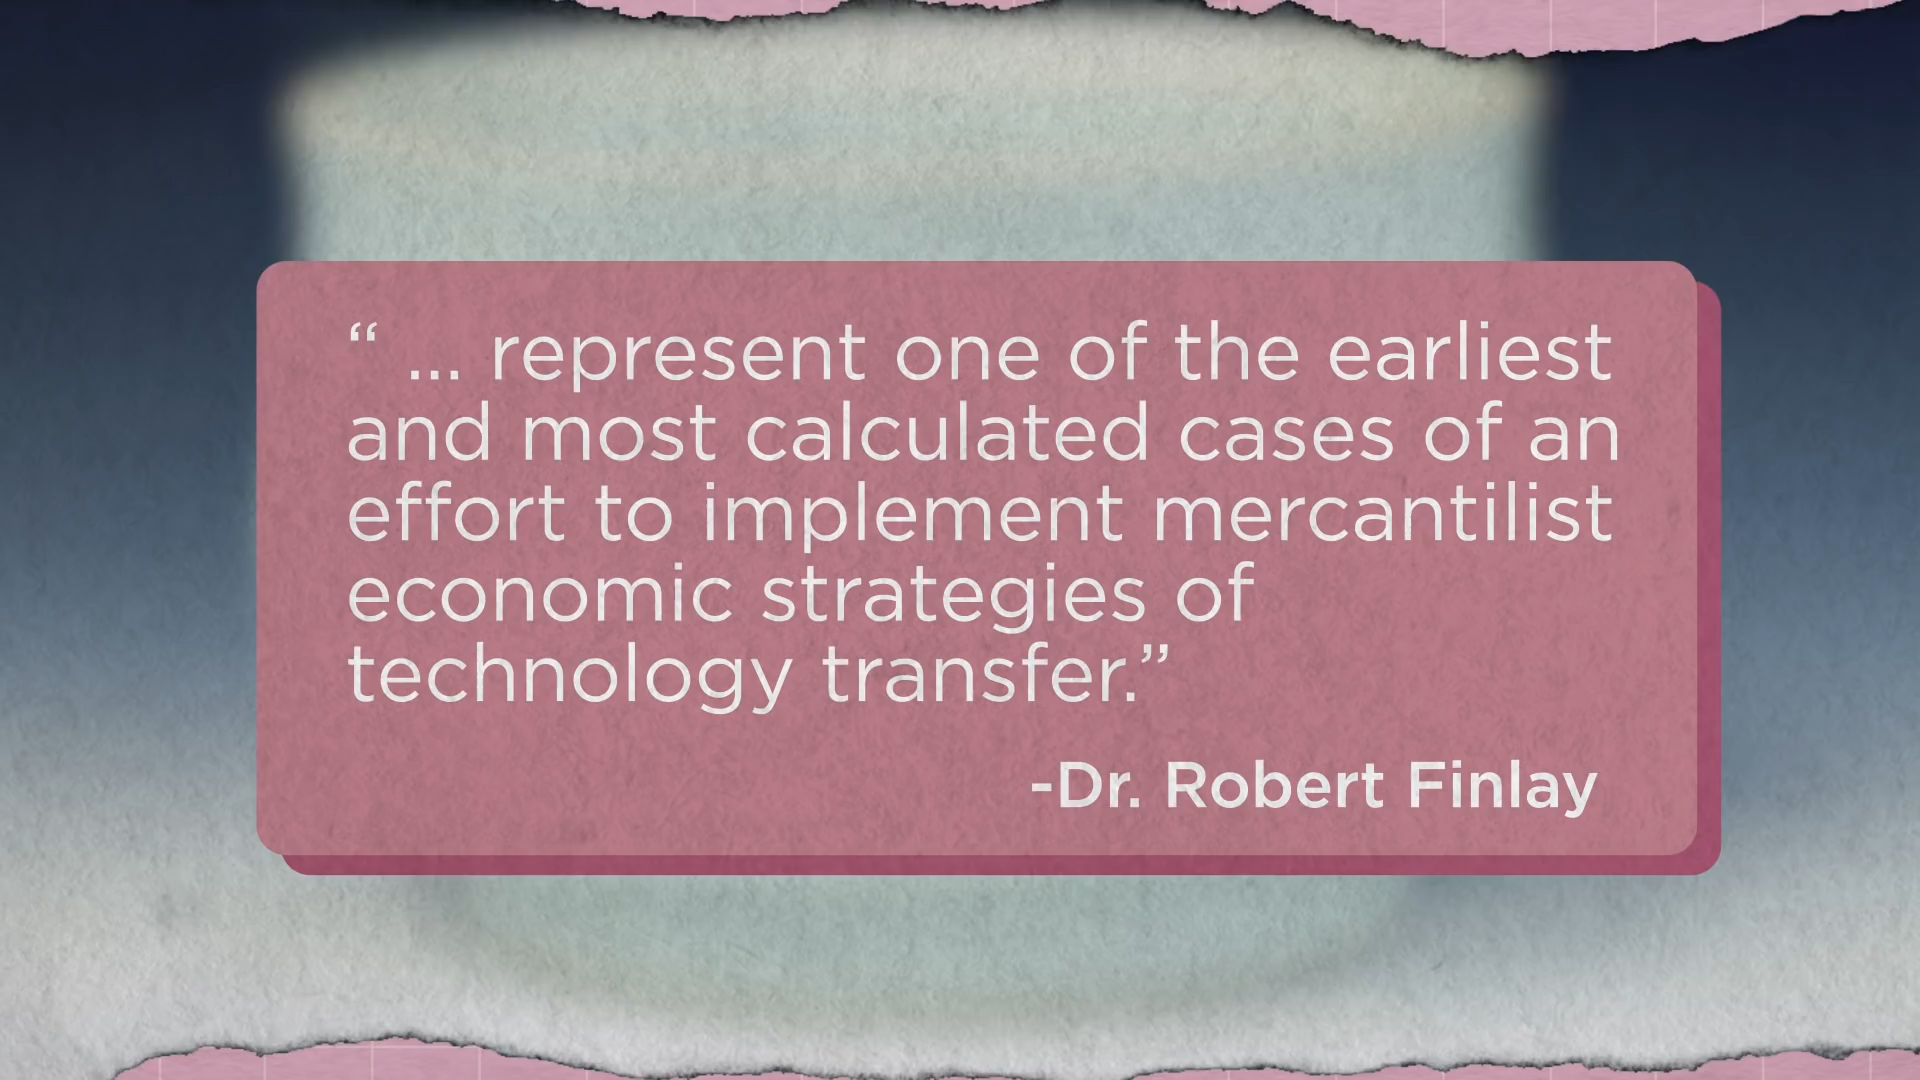 “ ... represent one of the earliest
and most calculated cases of an
effort to implement mercantilist
economic strategies of
technology transfer.”
-Dr. Robert Finlay